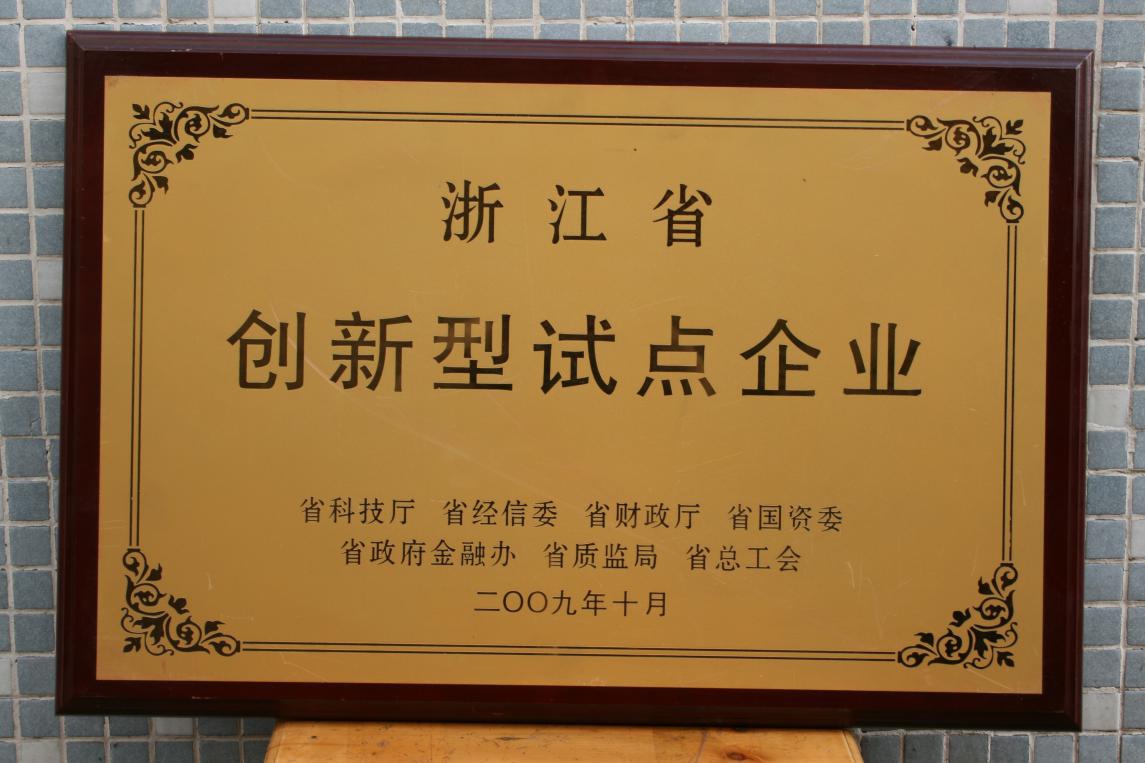 浙江省
创新型试点企业
省科技厅 省经信委 省财政厅 省国资委
省政府金融办 省质监局 省总工会
二〇〇九年十月